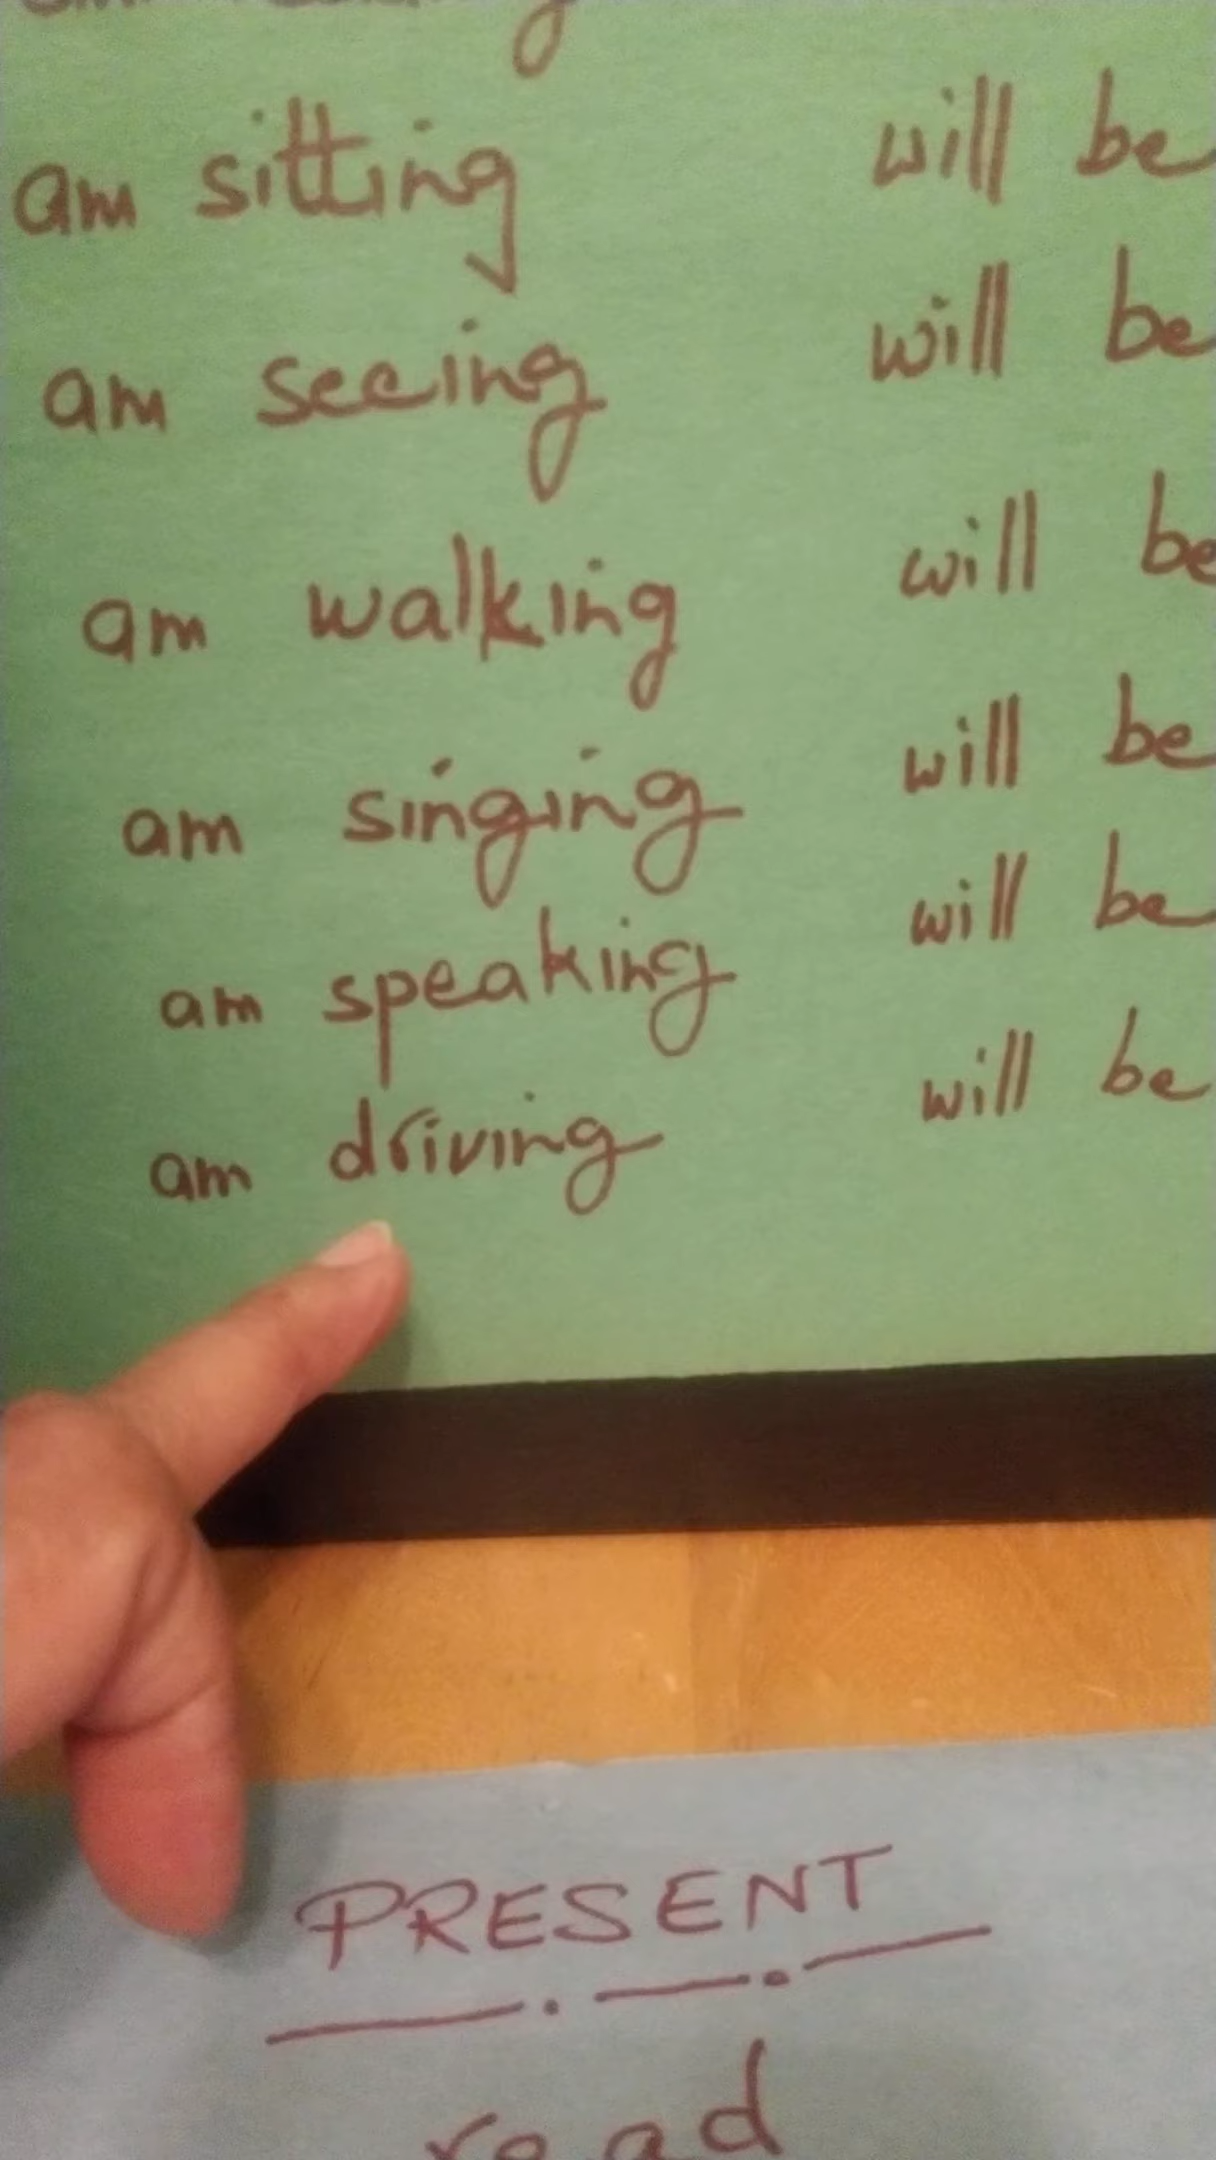 am sitting will be
am seeing will be
am walking will be
am singing will be
am speaking will be
am driving will be
PRESENT
read